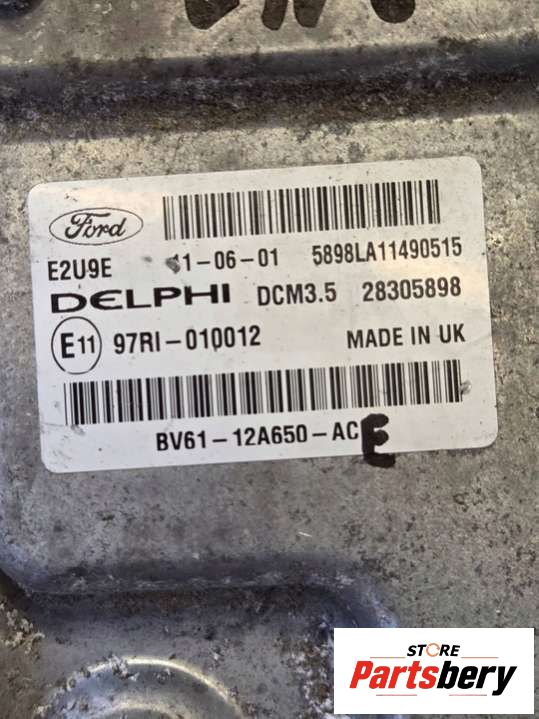 Ford
E2U9E 11-06-01 5898LA11490515
DELPHI DCM3.5 28305898
E11 97RI-010012 MADE IN UK
BV61-12A650-AC E
STORE
Partsbery